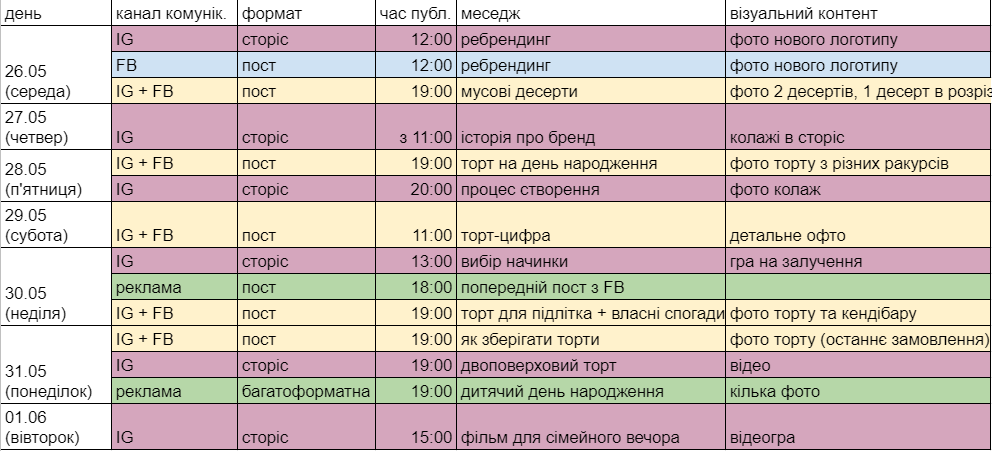 день канал комунік. формат час публ. меседж візуальний контент
26.05 (середа) IG сторіс 12:00 ребрендинг фото нового логотипу
FB пост 12:00 ребрендинг фото нового логотипу
IG + FB пост 19:00 мусові десерти фото 2 десертів, 1 десерт в розріз
27.05 (четвер) IG сторіс з 11:00 історія про бренд колажі в сторіс
28.05 (п'ятниця) IG + FB пост 19:00 торт на день народження фото торту з різних ракурсів
IG сторіс 20:00 процес створення фото колаж
29.05 (субота) IG + FB пост 11:00 торт-цифра детальне офто
30.05 (неділя) IG сторіс 13:00 вибір начинки гра на залучення
реклама пост 18:00 попередній пост з FB
IG + FB пост 19:00 торт для підлітка + власні спогади фото торту та кендібару
31.05 (понеділок) IG + FB пост 19:00 як зберігати торти фото торту (останнє замовлення)
IG сторіс 19:00 двоповерховий торт відео
реклама багатоформатна 19:00 дитячий день народження кілька фото
01.06 (вівторок) IG сторіс 15:00 фільм для сімейного вечора відеогра